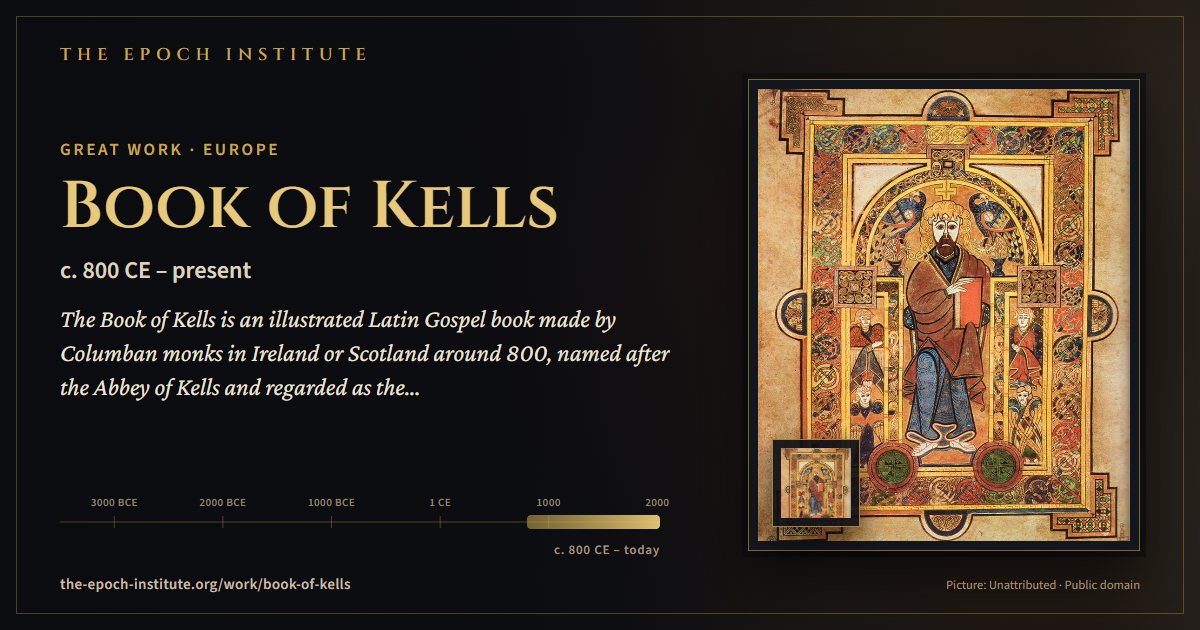 THE EPOCH INSTITUTE
GREAT WORK · EUROPE
BOOK OF KELLS
c. 800 CE – present
The Book of Kells is an illustrated Latin Gospel book made by
Columban monks in Ireland or Scotland around 800, named after
the Abbey of Kells and regarded as the...
3000 BCE 2000 BCE 1000 BCE 1 CE 1000 2000
c. 800 CE – today
the-epoch-institute.org/work/book-of-kells
Picture: Unattributed · Public domain